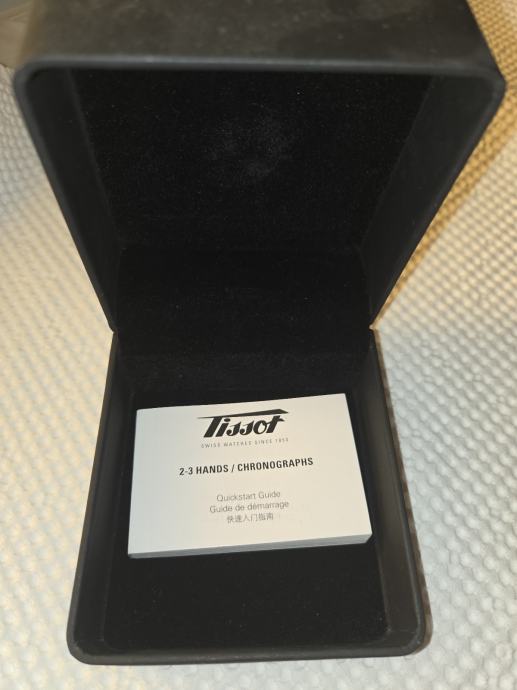 Tissot
SWISS WATCHES SINCE 1853
2-3 HANDS / CHRONOGRAPHS
Quickstart Guide
Guide de démarrage
快速入门指南